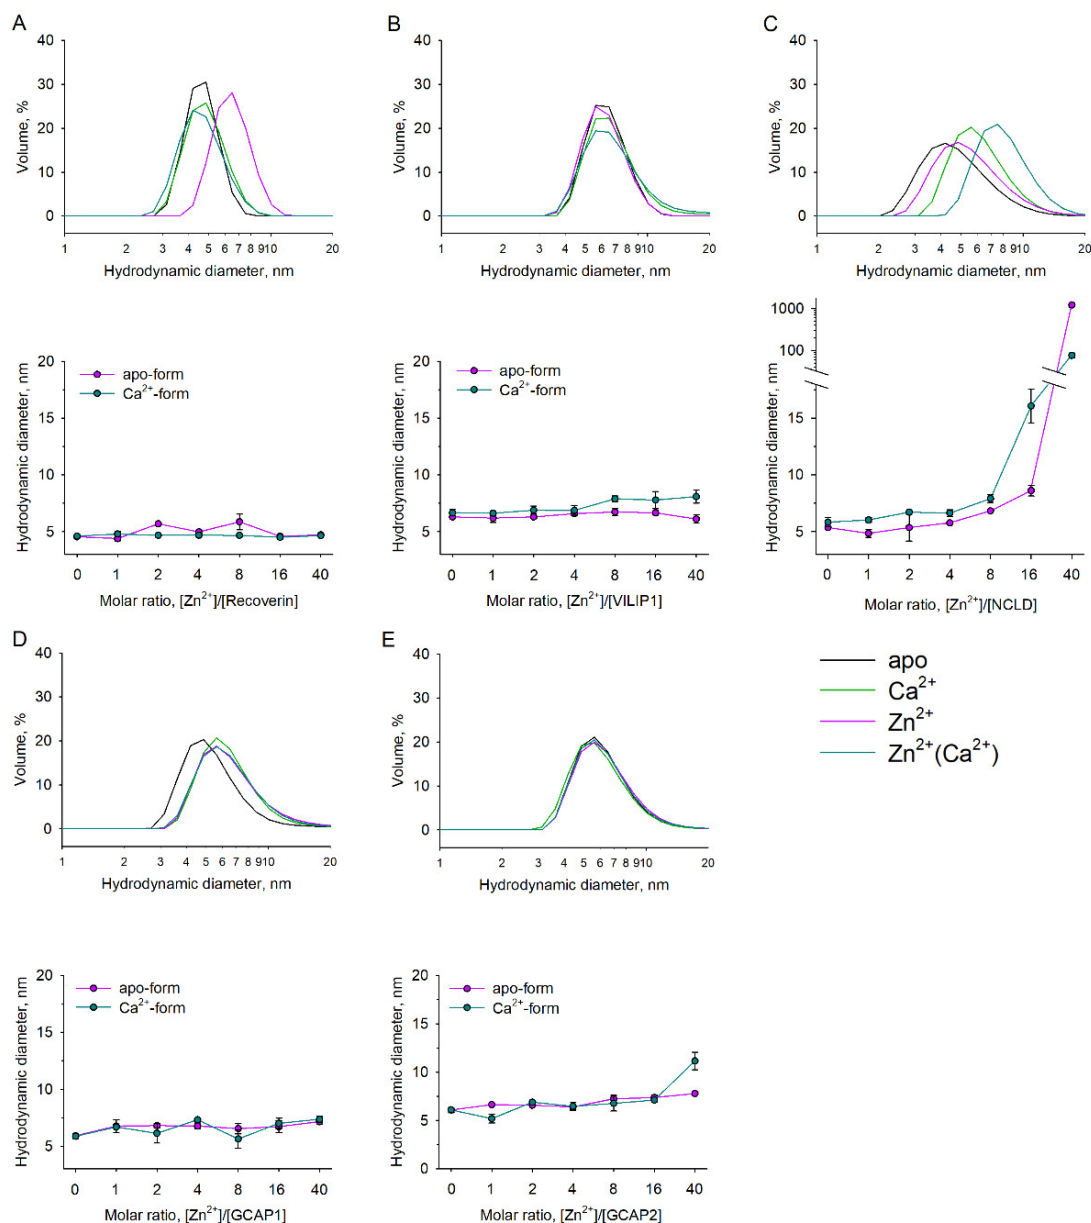 A
B
C
40
30
20
10
0
Volume, %
1
2
3
4
5
6
7
8
910
20
Hydrodynamic diameter, nm
40
30
20
10
0
Volume, %
1
2
3
4
5
6
7
8
910
20
Hydrodynamic diameter, nm
40
30
20
10
0
Volume, %
1
2
3
4
5
6
7
8
910
20
Hydrodynamic diameter, nm
20
15
10
5
Hydrodynamic diameter, nm
apo-form
Ca2+-form
0 1 2 4 8 16 40
Molar ratio, [Zn2+]/[Recoverin]
20
15
10
5
Hydrodynamic diameter, nm
apo-form
Ca2+-form
0 1 2 4 8 16 40
Molar ratio, [Zn2+]/[VILIP1]
1000
100
15
10
5
Hydrodynamic diameter, nm
0 1 2 4 8 16 40
Molar ratio, [Zn2+]/[NCLD]
D
E
40
30
20
10
0
Volume, %
1
2
3
4
5
6
7
8
910
20
Hydrodynamic diameter, nm
40
30
20
10
0
Volume, %
1
2
3
4
5
6
7
8
910
20
Hydrodynamic diameter, nm
apo
Ca2+
Zn2+
Zn2+(Ca2+)
20
15
10
5
Hydrodynamic diameter, nm
apo-form
Ca2+-form
0 1 2 4 8 16 40
Molar ratio, [Zn2+]/[GCAP1]
20
15
10
5
0
Hydrodynamic diameter, nm
apo-form
Ca2+-form
0 1 2 4 8 16 40
Molar ratio, [Zn2+]/[GCAP2]